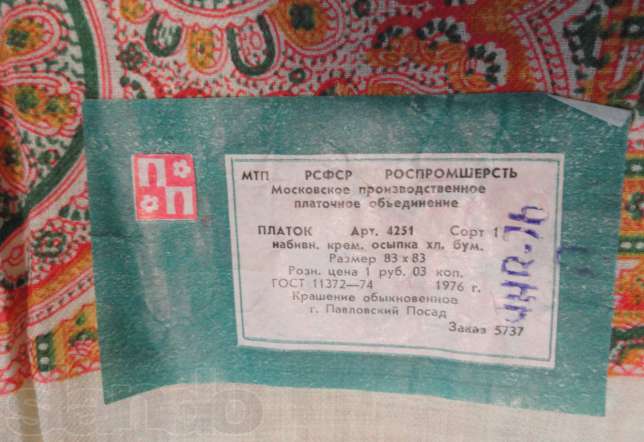 П
П П
МТП РСФСР РОСПРОМШЕРСТЬ
Московское производственное
платочное объединение
ПЛАТОК Арт. 4251 Сорт 1
набивн. крем. осыпка хл. бум.
Размер 83 х 83
Розн. цена 1 руб. 03 коп.
ГОСТ 11372—74 1976 г.
Крашение обыкновенное
г. Павловский Посад
Заказ 5737